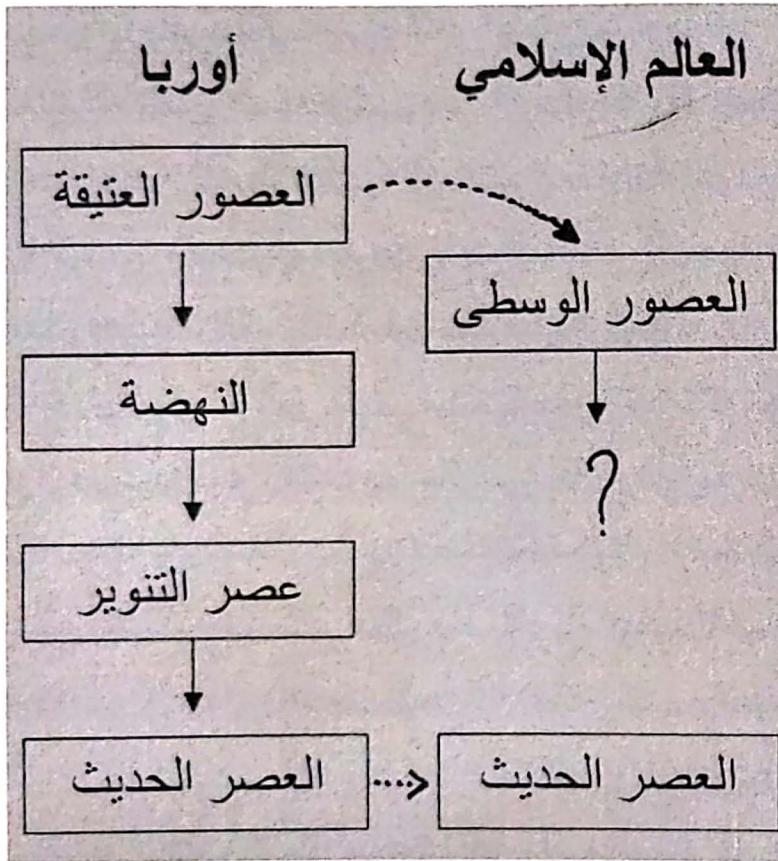 العالم الإسلامي
أوربا
العصور العتيقة
العصور الوسطى
النهضة
?
عصر التنوير
العصر الحديث
العصر الحديث